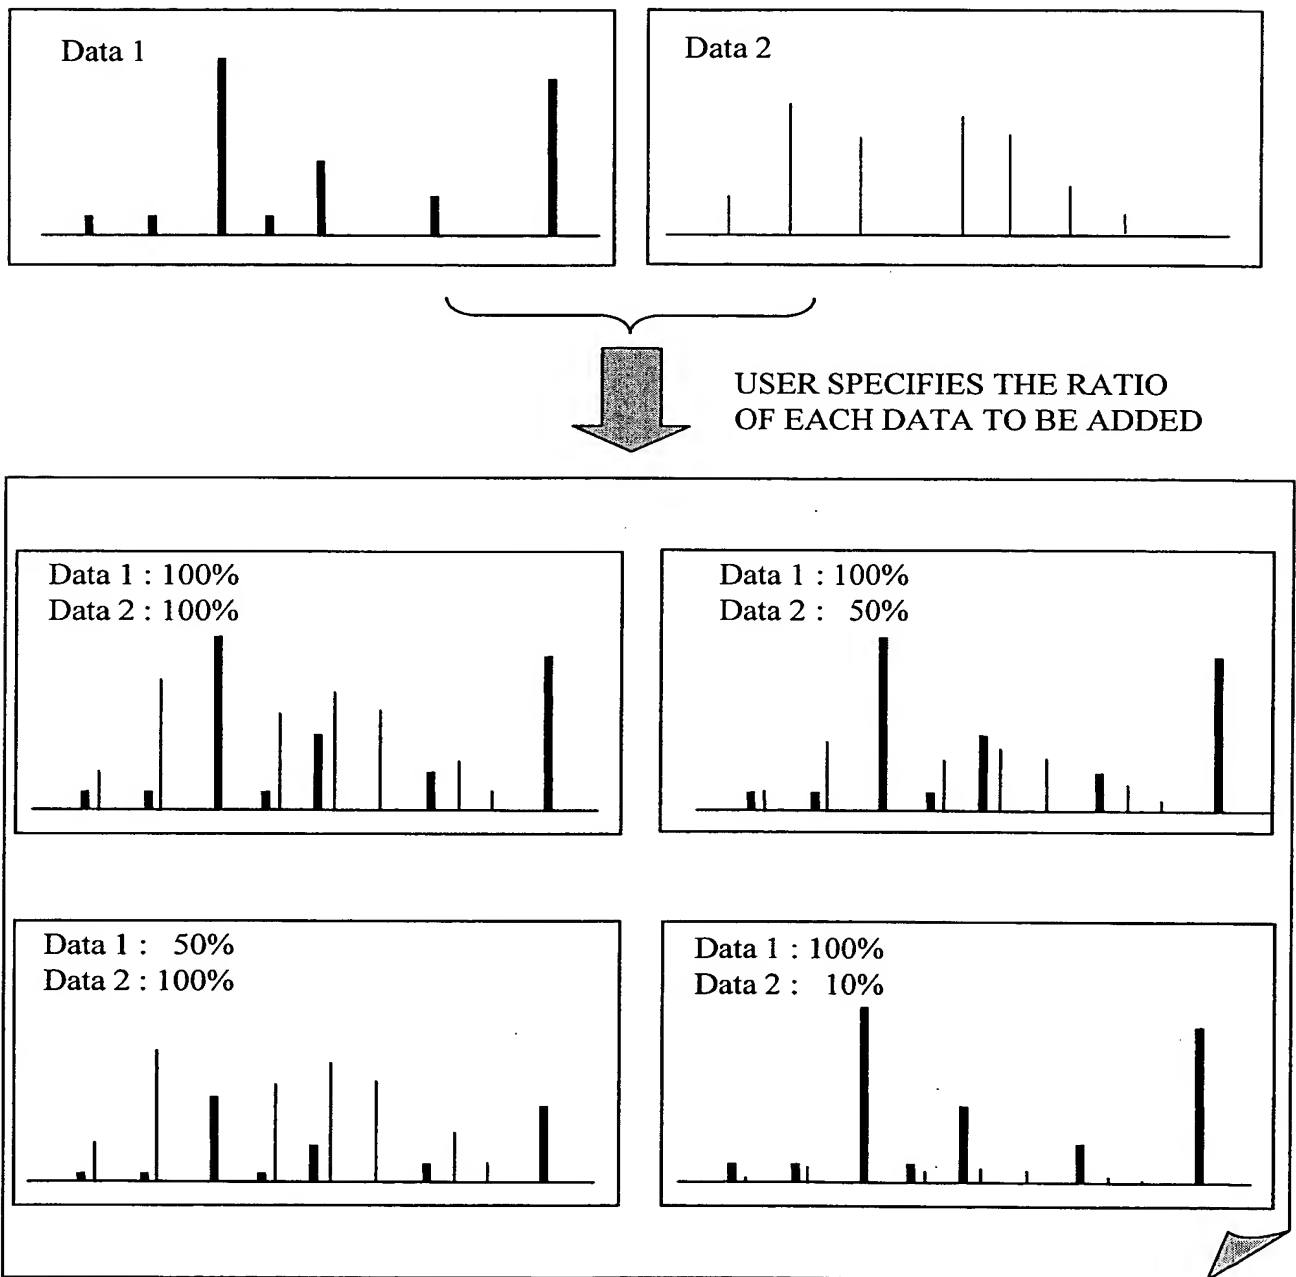 Data 1
Data 2
USER SPECIFIES THE RATIO
OF EACH DATA TO BE ADDED
Data 1 : 100%
Data 2 : 100%
Data 1 : 100%
Data 2 : 50%
Data 1 : 50%
Data 2 : 100%
Data 1 : 100%
Data 2 : 10%